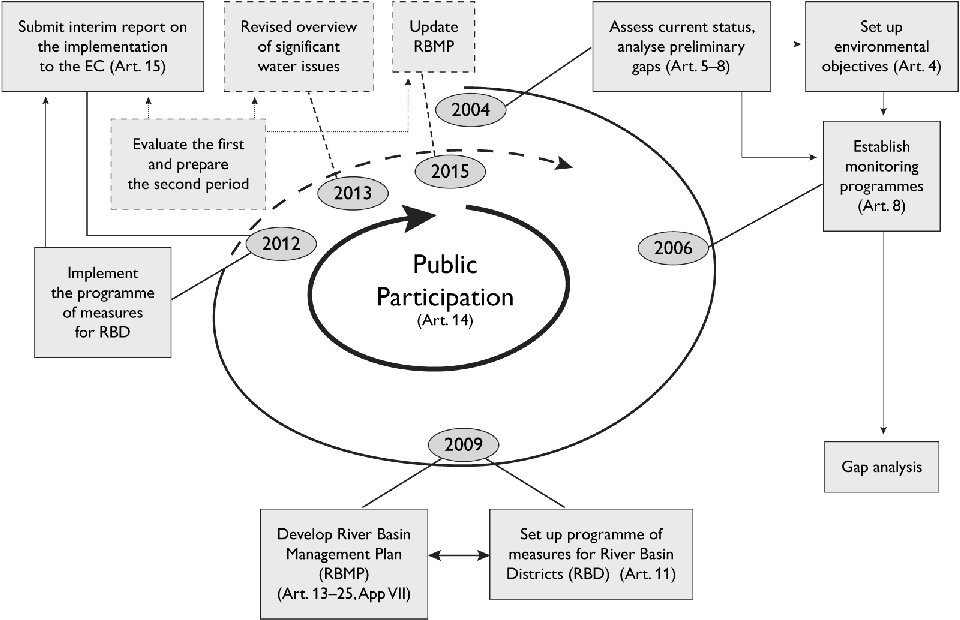 Submit interim report on
the implementation
to the EC (Art. 15)
Revised overview
of significant
water issues
Update
RBMP
Assess current status,
analyse preliminary
gaps (Art. 5–8)
Set up
environmental
objectives (Art. 4)
2004
Evaluate the first
and prepare
the second period
Establish
monitoring
programmes
(Art. 8)
2015
2013
2012
2006
Public
Participation
(Art. 14)
Implement
the programme
of measures
for RBD
2009
Gap analysis
Develop River Basin
Management Plan
(RBMP)
(Art. 13–25, App VII)
Set up programme of
measures for River Basin
Districts (RBD) (Art. 11)